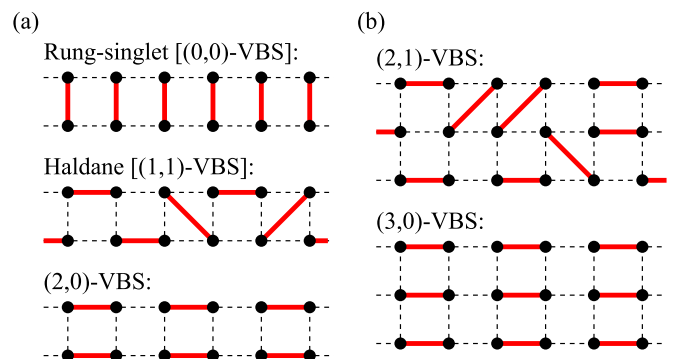 (a)
Rung-singlet [(0,0)-VBS]:
Haldane [(1,1)-VBS]:
(2,0)-VBS:
(b)
(2,1)-VBS:
(3,0)-VBS: